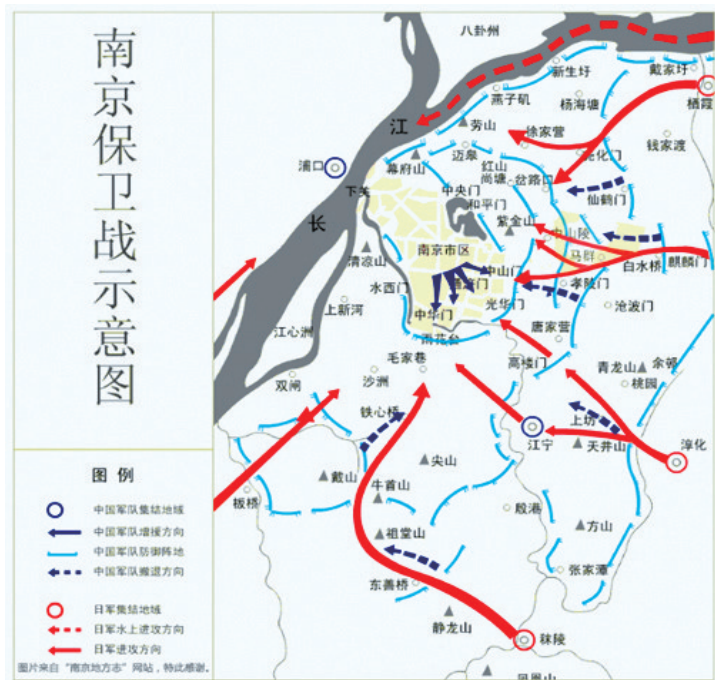 南京保卫战示意图
八卦州
新生圩
戴家圩
燕子矶
杨海塘
栖霞
江
劳山
徐家营
钱家渡
尧化门
浦口
幕府山
迈皋
红山
尚塘
岔路口
下关
中央门
仙鹤门
和平门
长
紫金山
中山陵
南京市区
清凉山
马群
白水桥
麒麟门
中山门
通济门
孝陵门
水西门
光华门
沧波门
上新河
中华门
江心洲
雨花台
唐家营
毛家巷
高楼门
青龙山
余郸
双闸
沙洲
桃园
铁心桥
上坊
江宁
天井山
淳化
尖山
戴山
牛首山
板桥
殷港
祖堂山
方山
张家潭
东善桥
静龙山
秣陵
凤凰山
图 例
中国军队集结地域
中国军队增援方向
中国军队防御阵地
中国军队撤退方向
日军集结地域
日军水上进攻方向
日军进攻方向
图片来自“南京地方志”网站,特此感谢。